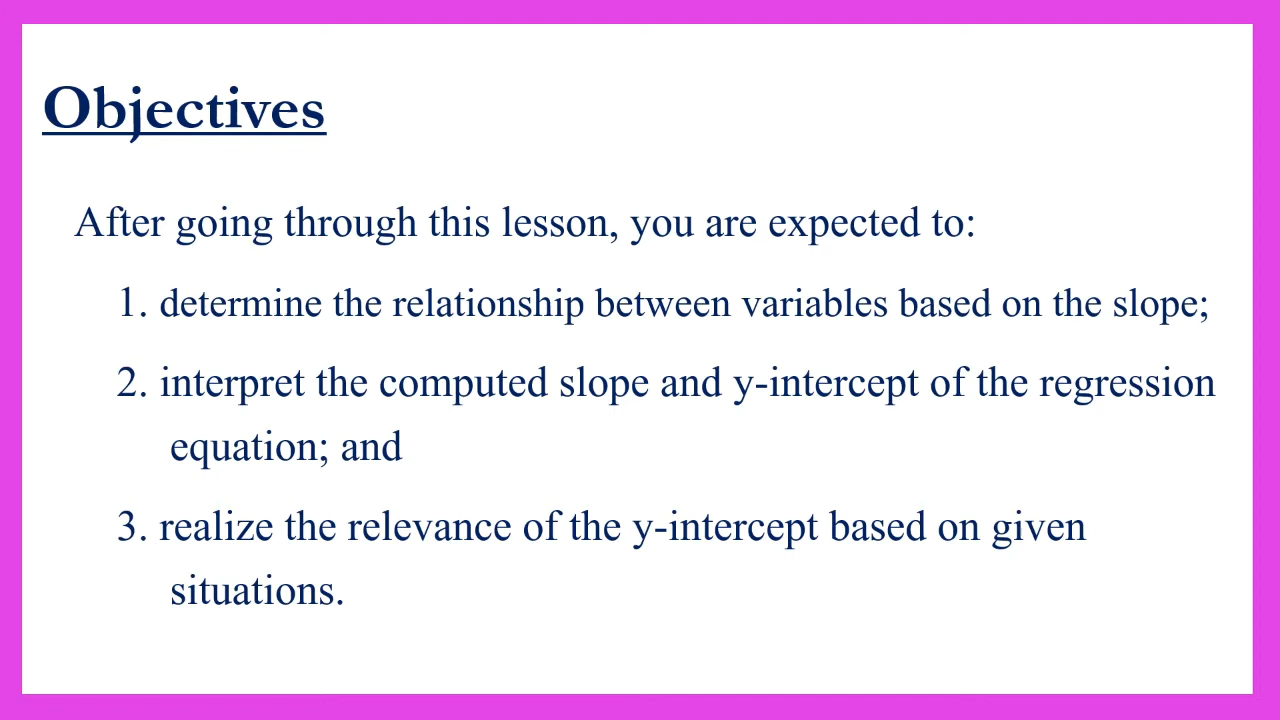 Objectives
After going through this lesson, you are expected to:
1. determine the relationship between variables based on the slope;
2. interpret the computed slope and y-intercept of the regression
equation; and
3. realize the relevance of the y-intercept based on given
situations.